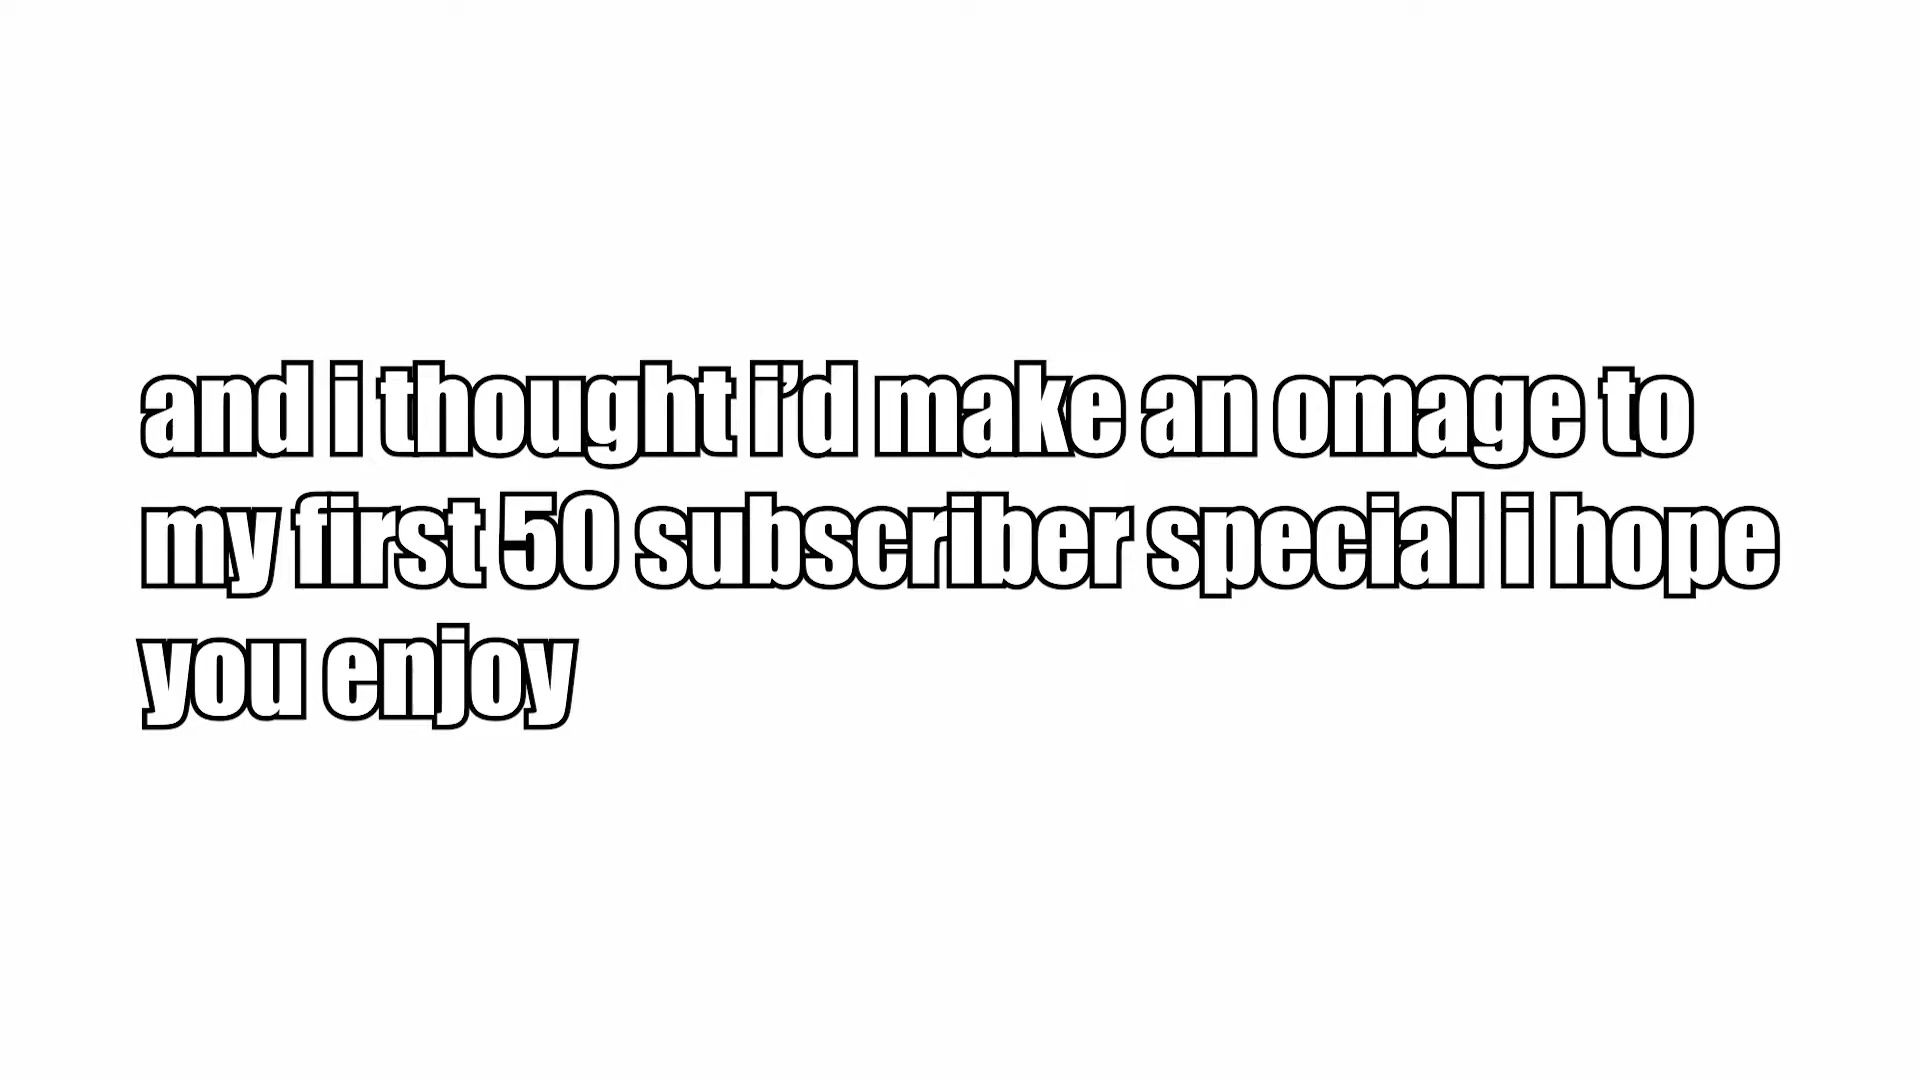 and i thought i'd make an omage to
my first 50 subscriber special i hope
you enjoy